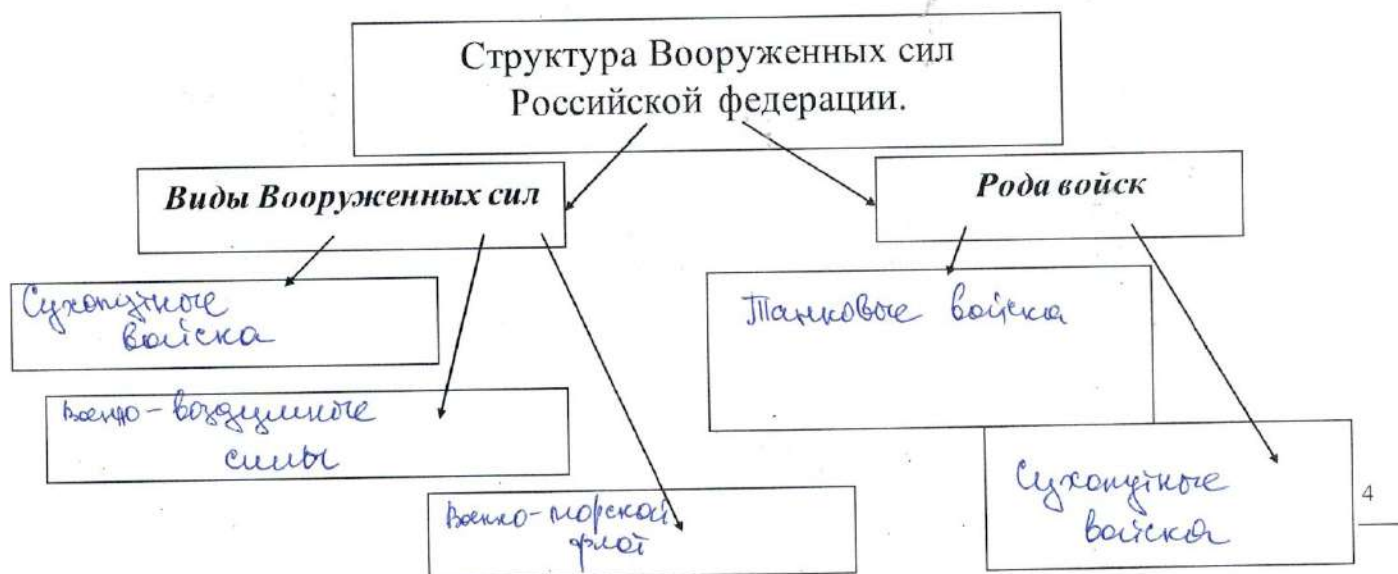 Структура Вооруженных сил
Российской федерации.
Виды Вооруженных сил
Рода войск
Сухопутные
войска
Танковые войска
Военно-воздушные
силы
Сухопутные
войска
4
Военно-морской
флот